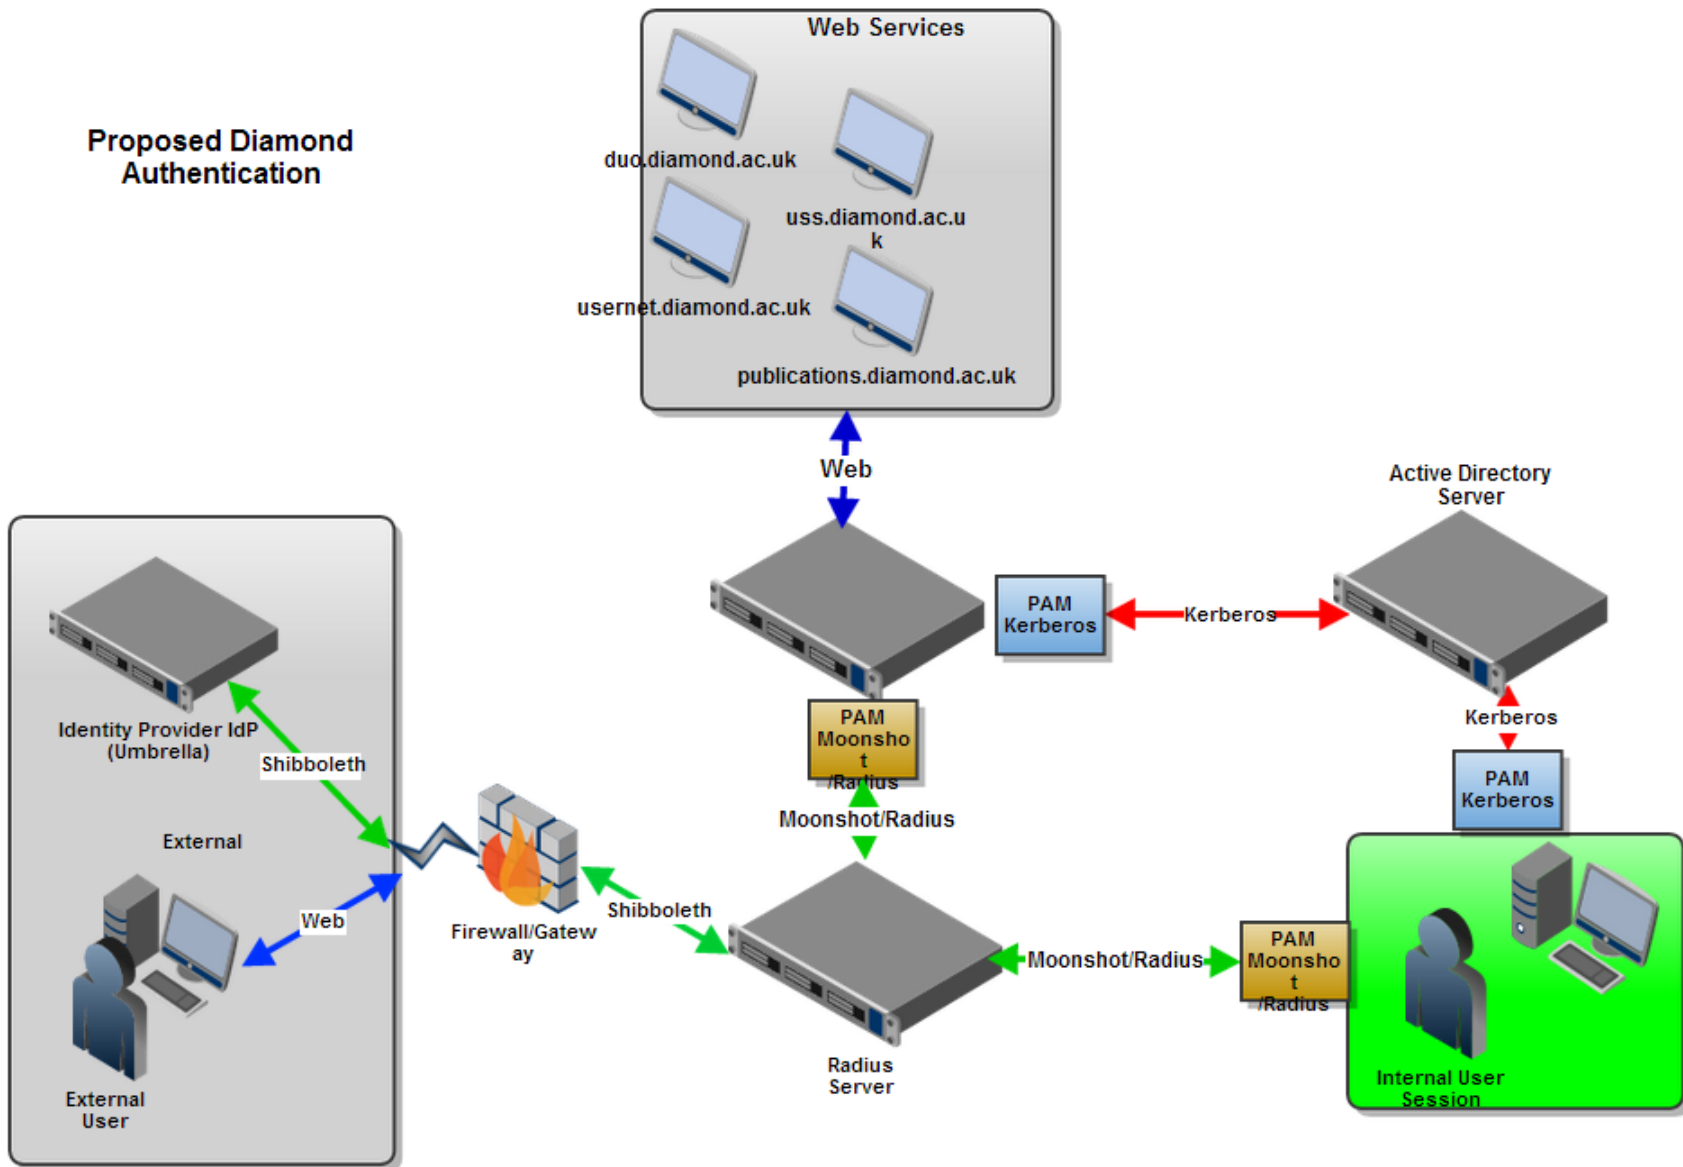 Web Services
Proposed Diamond
Authentication
duo.diamond.ac.uk
uss.diamond.ac.u
k
usernet.diamond.ac.uk
publications.diamond.ac.uk
Web
Active Directory
Server
PAM
Kerberos
Kerberos
Kerberos
PAM
Kerberos
PAM
Moonsho
t
/Radius
Moonshot/Radius
Identity Provider IdP
(Umbrella)
Shibboleth
External
Web
External
User
Firewall/Gatew
ay
Shibboleth
Radius
Server
Moonshot/Radius
PAM
Moonsho
t
/Radius
Internal User
Session